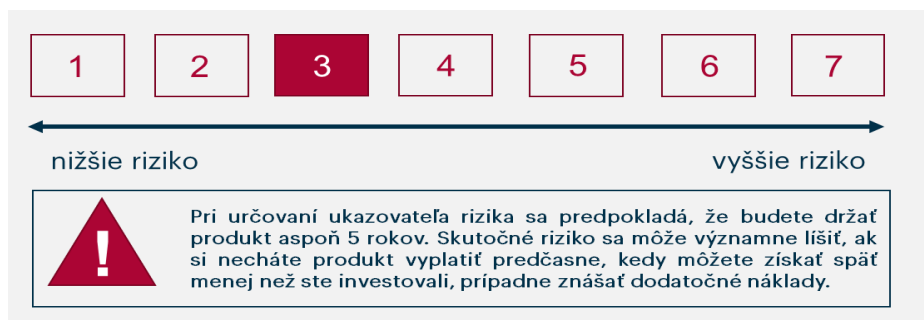 1 2 3 4 5 6 7
nižšie riziko vyššie riziko
!
Pri určovaní ukazovateľa rizika sa predpokladá, že budete držať
produkt aspoň 5 rokov. Skutočné riziko sa môže významne líšiť, ak
si necháte produkt vyplatiť predčasne, kedy môžete získať späť
menej než ste investovali, prípadne znášať dodatočné náklady.